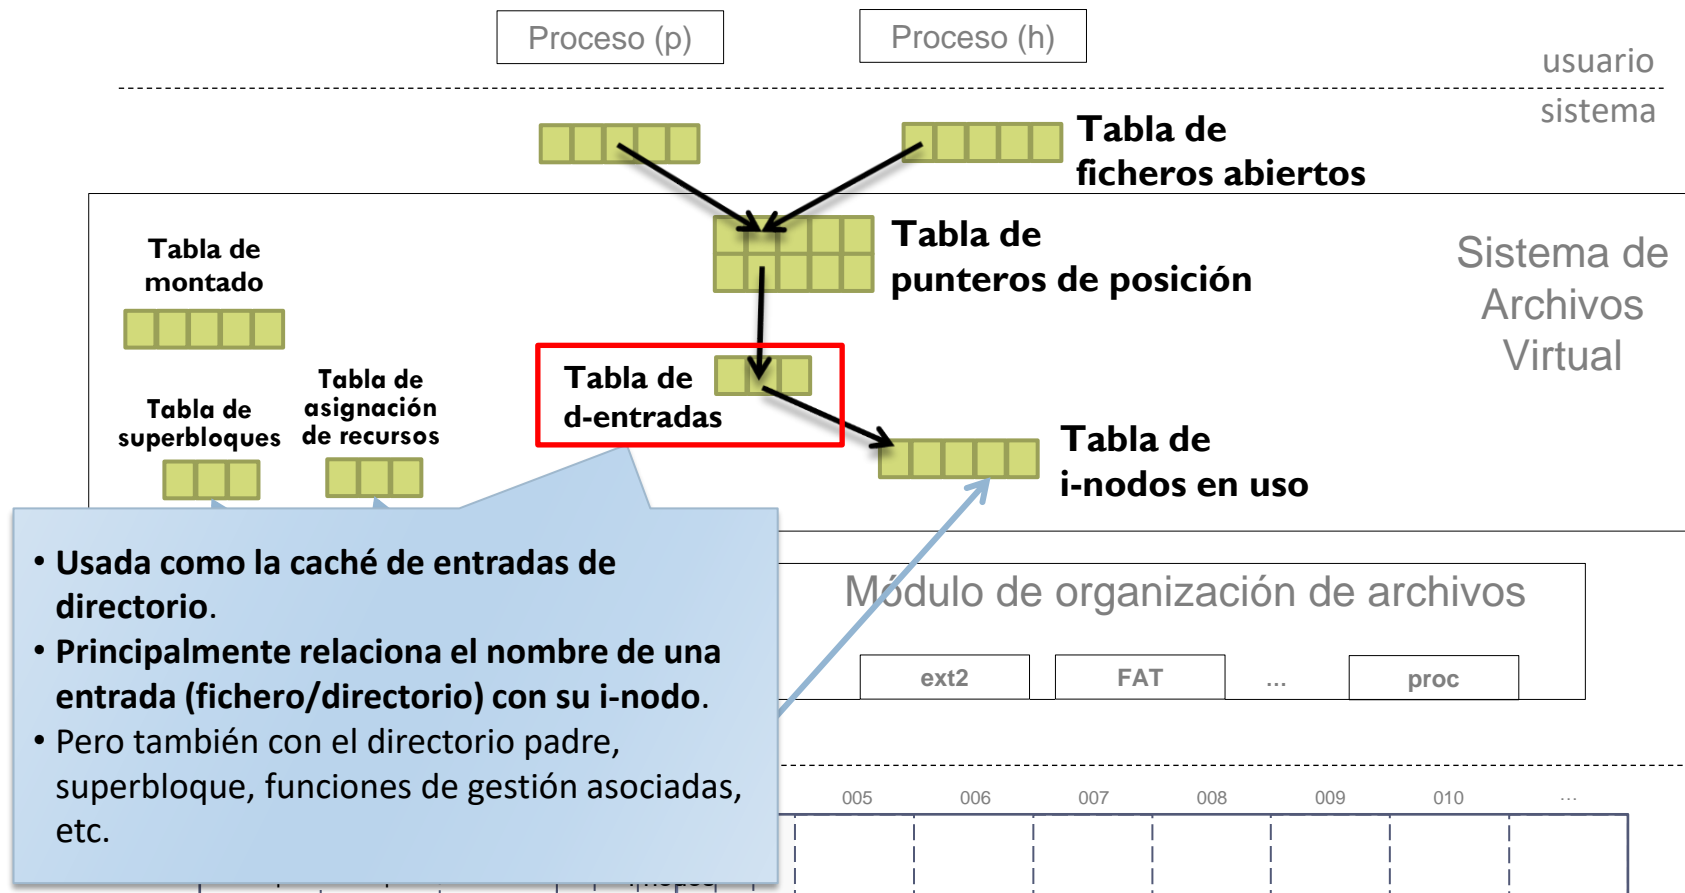 Proceso (p)
Proceso (h)
usuario
sistema
Tabla de
ficheros abiertos
Tabla de
montado
Tabla de
punteros de posición
Sistema de
Archivos
Virtual
Tabla de
superbloques
Tabla de
asignación
de recursos
Tabla de
d-entradas
Tabla de
i-nodos en uso
• Usada como la caché de entradas de
directorio.
• Principalmente relaciona el nombre de una
entrada (fichero/directorio) con su i-nodo.
• Pero también con el directorio padre,
superbloque, funciones de gestión asociadas,
etc.
Módulo de organización de archivos
ext2 FAT ... proc
005 006 007 008 009 010 ...